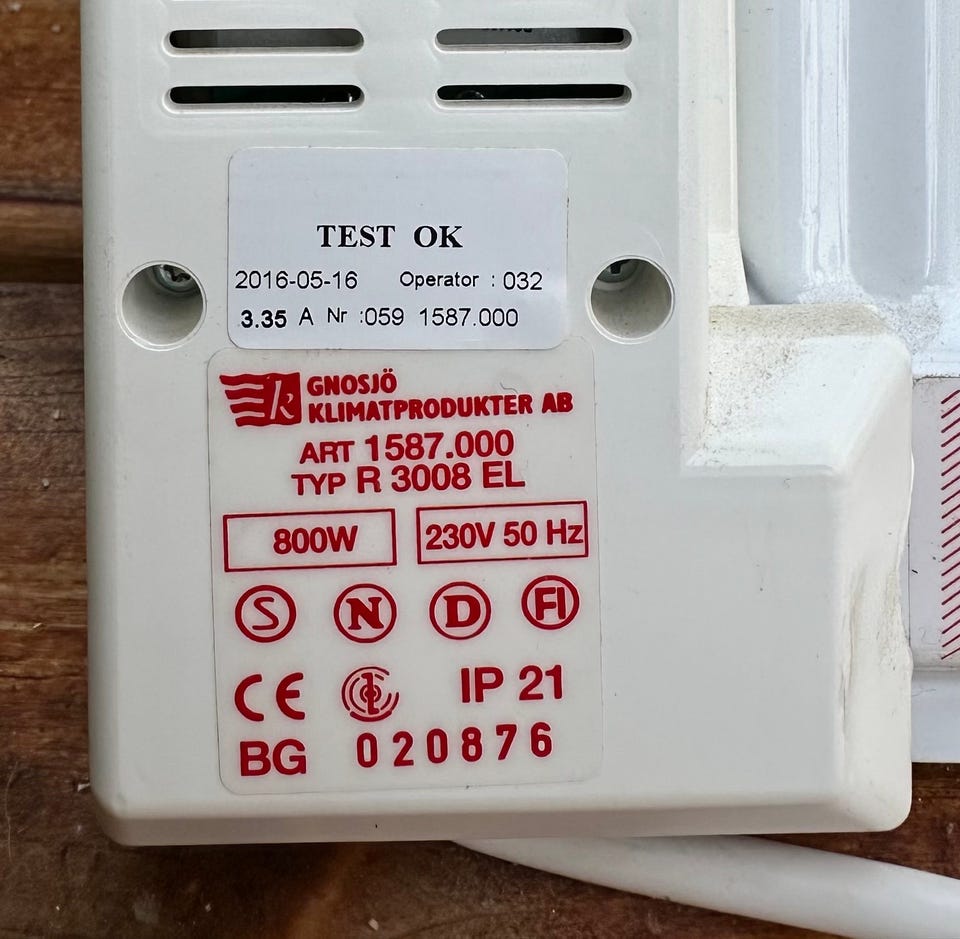 TEST OK
2016-05-16 Operator : 032
3.35 A Nr :059 1587.000
k GNOSJÖ
KLIMATPRODUKTER AB
ART 1587.000
TYP R 3008 EL
800W 230V 50 Hz
S N D FI
CE IP 21
BG 020876